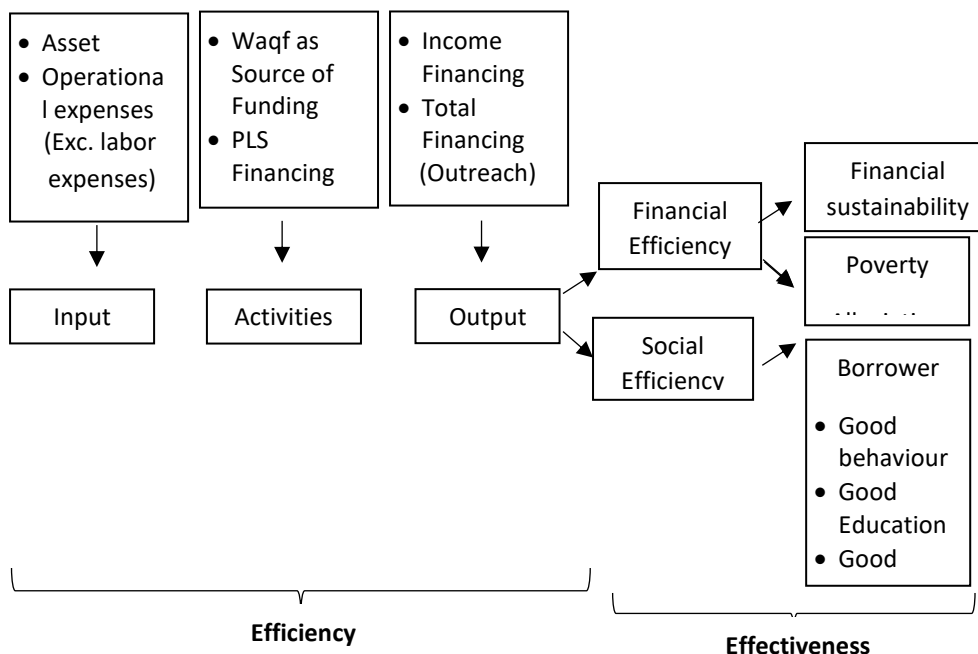 • Asset
• Operationa
l expenses
(Exc. labor
expenses)
• Waqf as
Source of
Funding
• PLS
Financing
• Income
Financing
• Total
Financing
(Outreach)
Input
Activities
Output
Financial
Efficiency
Social
Efficiency
Financial
sustainability
Poverty
Borrower
• Good
behaviour
• Good
Education
• Good
Efficiency
Effectiveness